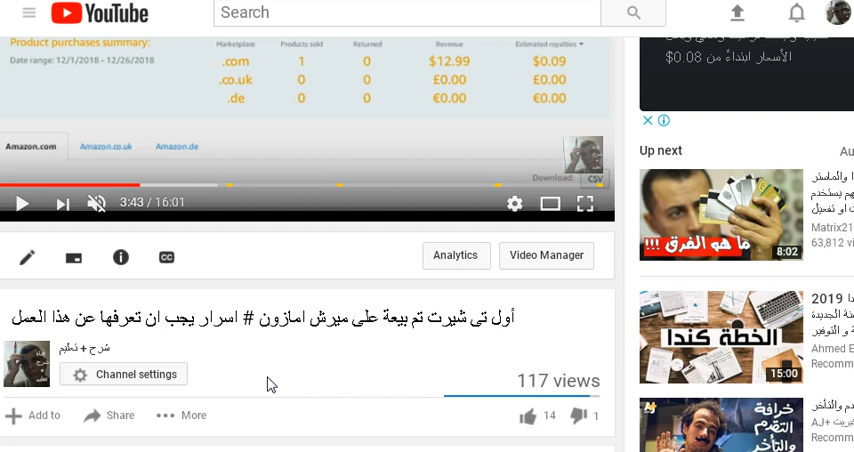 YouTube
Search
Product purchases summary:
Date range: 12/1/2018 - 12/26/2018
Marketplace Products sold Returned Revenue Estimated royalties
.com 1 0 $12.99 $0.09
.co.uk 0 0 £0.00 £0.00
.de 0 0 €0.00 €0.00
Amazon.com Amazon.co.uk Amazon.de
Download: CSV
3:43 / 16:01
CC
Analytics
Video Manager
أول تى شيرت تم بيعة على ميرش امازون # اسرار يجب ان تعرفها عن هذا العمل
شرح + تعليم
Channel settings
117 views
Add to
Share
More
14
1
الأسعار ابتداءً من 0.08$
Up next
Au
ما هو الفرق !!!
8:02
Matrix21
63,812 vi
الخطة كندا
15:00
2019
Ahmed E
Recomm
خرافة
التقدم
والتأخر
AJ+
Recomm